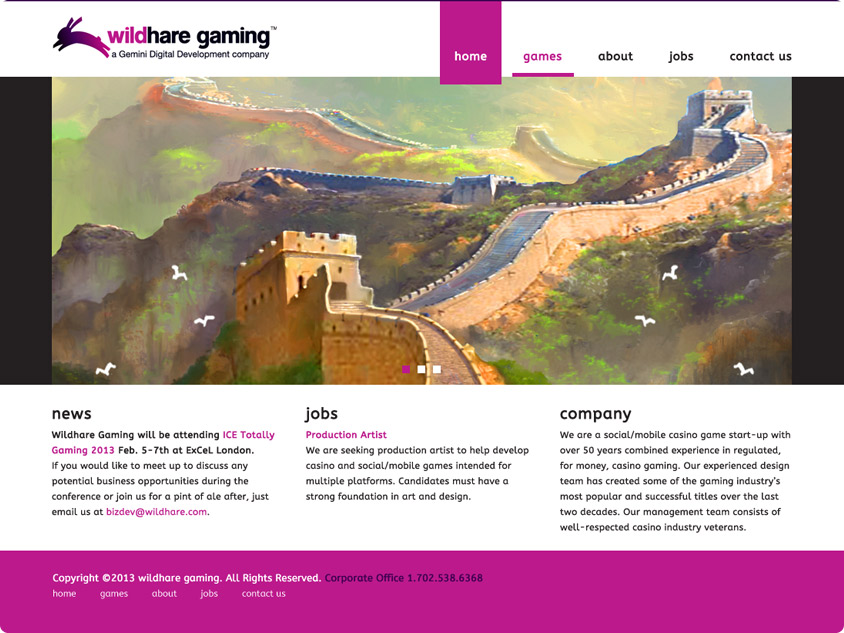 wildhare gaming™
a Gemini Digital Development company
home games about jobs contact us
news
Wildhare Gaming will be attending ICE Totally
Gaming 2013 Feb. 5-7th at ExCeL London.
If you would like to meet up to discuss any
potential business opportunities during the
conference or join us for a pint of ale after, just
email us at bizdev@wildhare.com.
jobs
Production Artist
We are seeking production artist to help develop
casino and social/mobile games intended for
multiple platforms. Candidates must have a
strong foundation in art and design.
company
We are a social/mobile casino game start-up with
over 50 years combined experience in regulated,
for money, casino gaming. Our experienced design
team has created some of the gaming industry's
most popular and successful titles over the last
two decades. Our management team consists of
well-respected casino industry veterans.
Copyright ©2013 wildhare gaming. All Rights Reserved. Corporate Office 1.702.538.6368
home games about jobs contact us